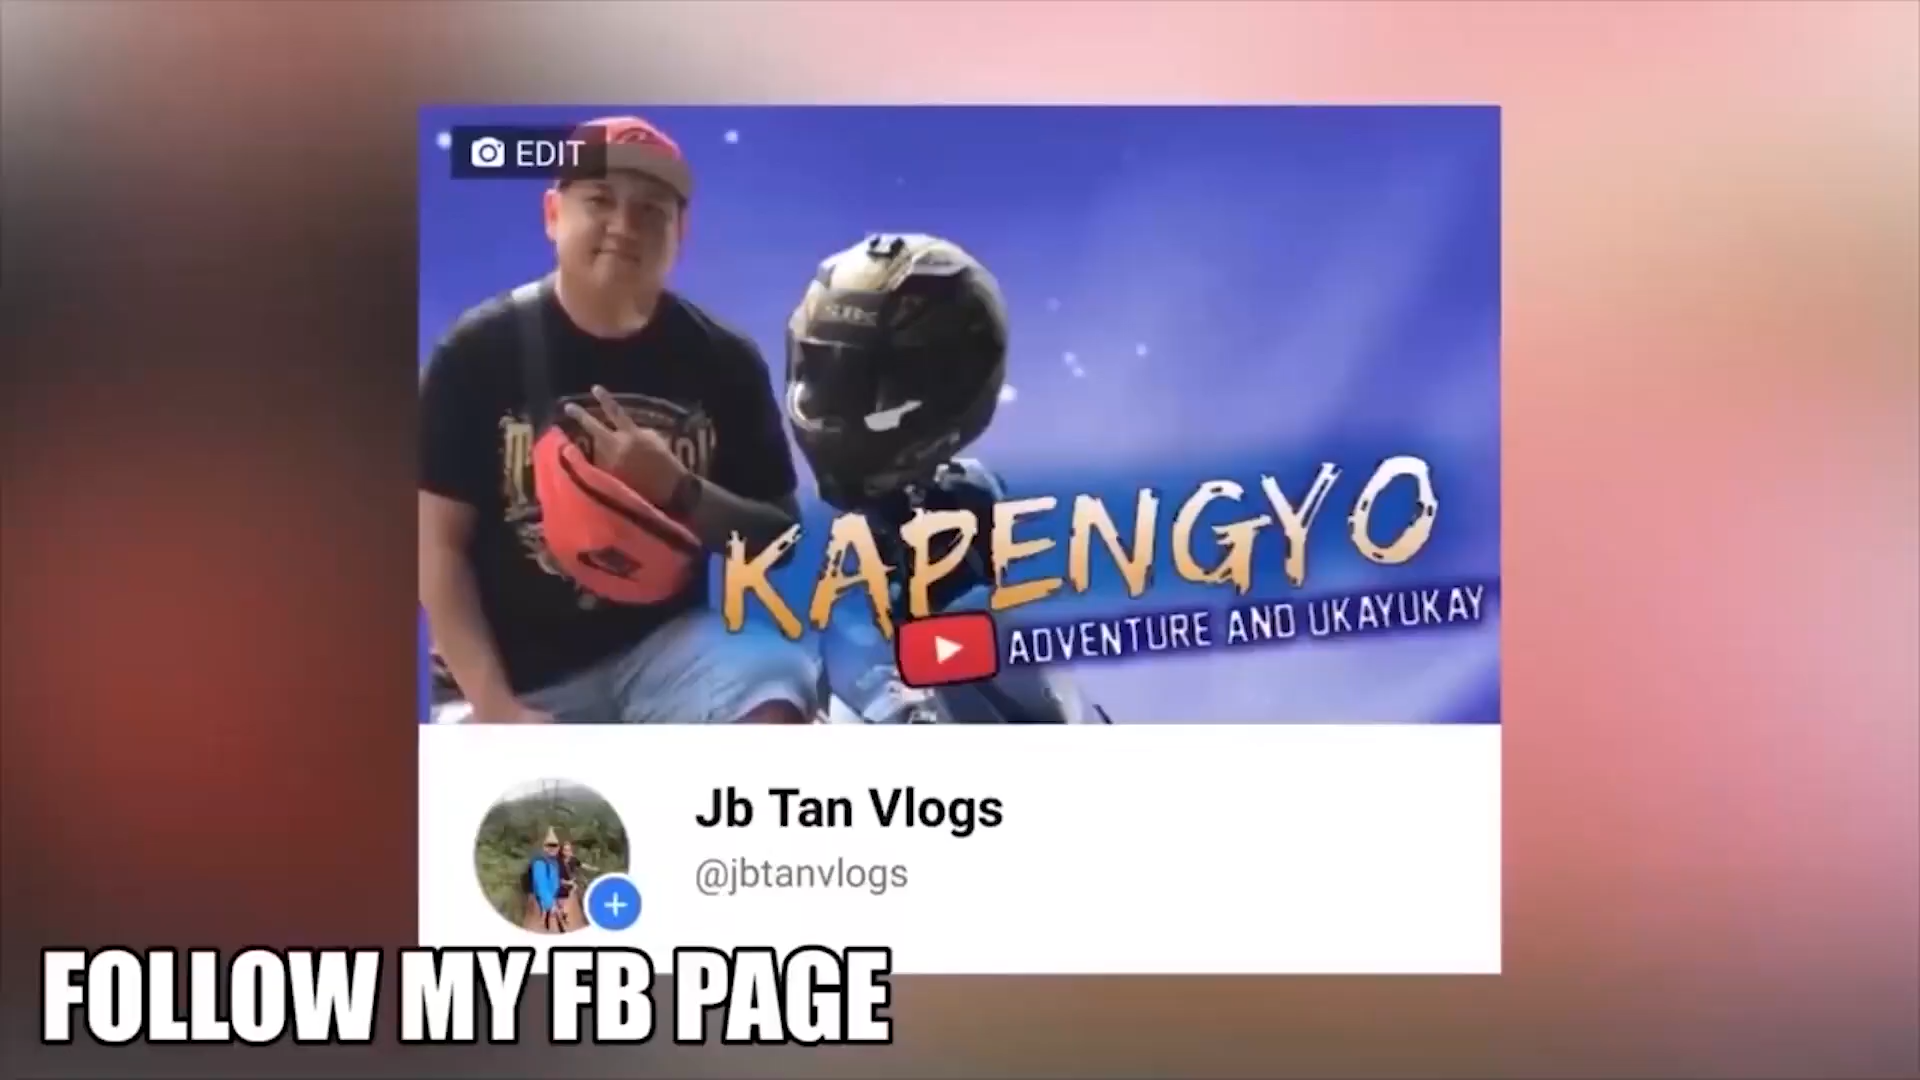 EDIT
KAPENGYO
ADVENTURE AND UKAYUKAY
Jb Tan Vlogs
@jbtanvlogs
FOLLOW MY FB PAGE